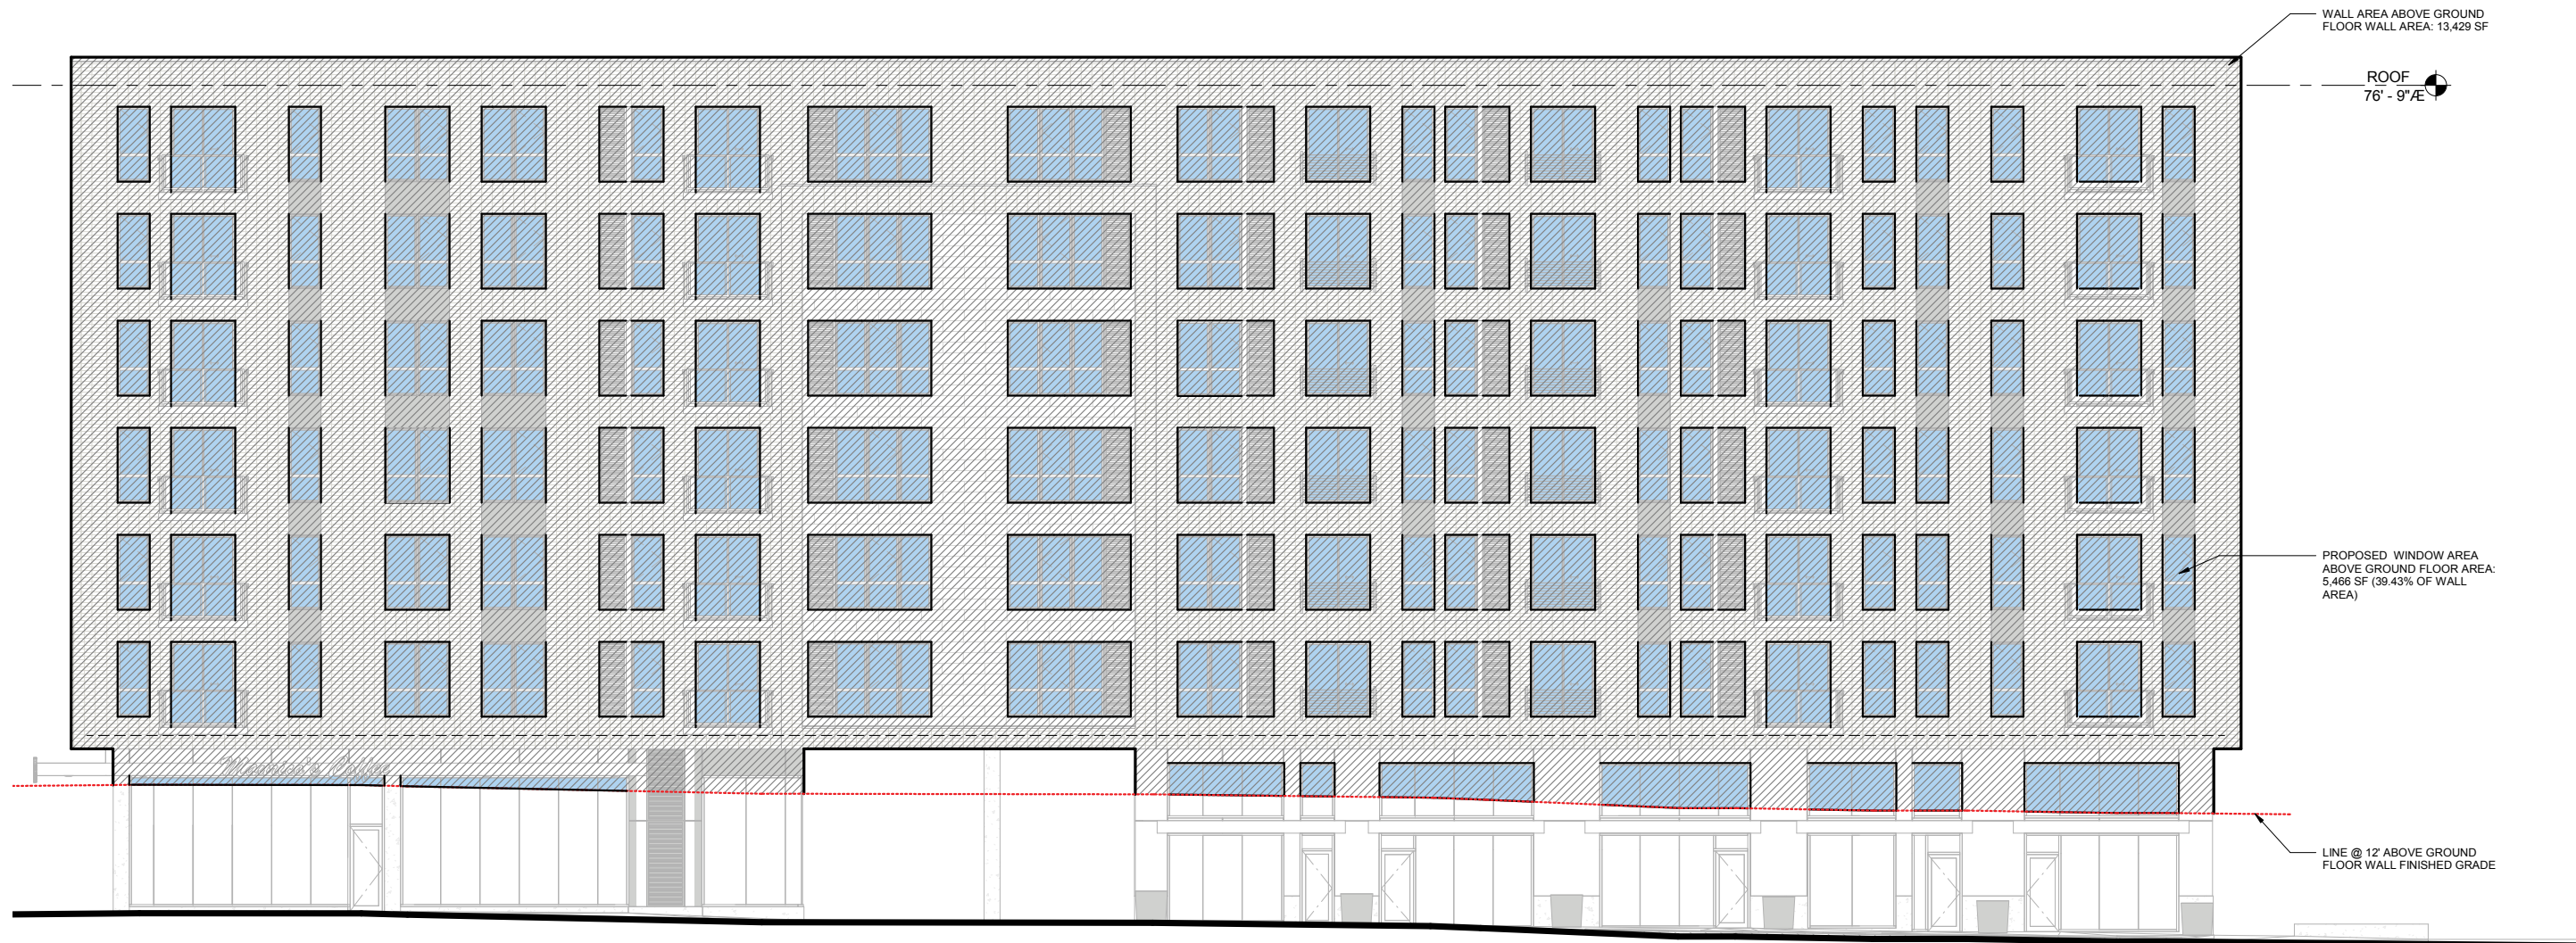 WALL AREA ABOVE GROUND
FLOOR WALL AREA: 13,429 SF
ROOF
76' - 9"Æ
PROPOSED WINDOW AREA
ABOVE GROUND FLOOR AREA:
5,466 SF (39.43% OF WALL
AREA)
LINE @ 12' ABOVE GROUND
FLOOR WALL FINISHED GRADE